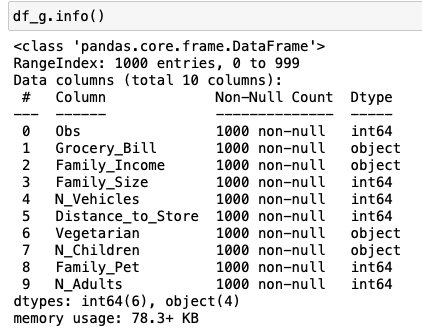 df_g.info()
<class 'pandas.core.frame.DataFrame'>
RangeIndex: 1000 entries, 0 to 999
Data columns (total 10 columns):
 #   Column             Non-Null Count  Dtype
---  ------             --------------  -----
 0   Obs                1000 non-null   int64
 1   Grocery_Bill       1000 non-null   object
 2   Family_Income      1000 non-null   object
 3   Family_Size        1000 non-null   int64
 4   N_Vehicles         1000 non-null   int64
 5   Distance_to_Store  1000 non-null   int64
 6   Vegetarian         1000 non-null   object
 7   N_Children         1000 non-null   object
 8   Family_Pet         1000 non-null   int64
 9   N_Adults           1000 non-null   int64
dtypes: int64(6), object(4)
memory usage: 78.3+ KB